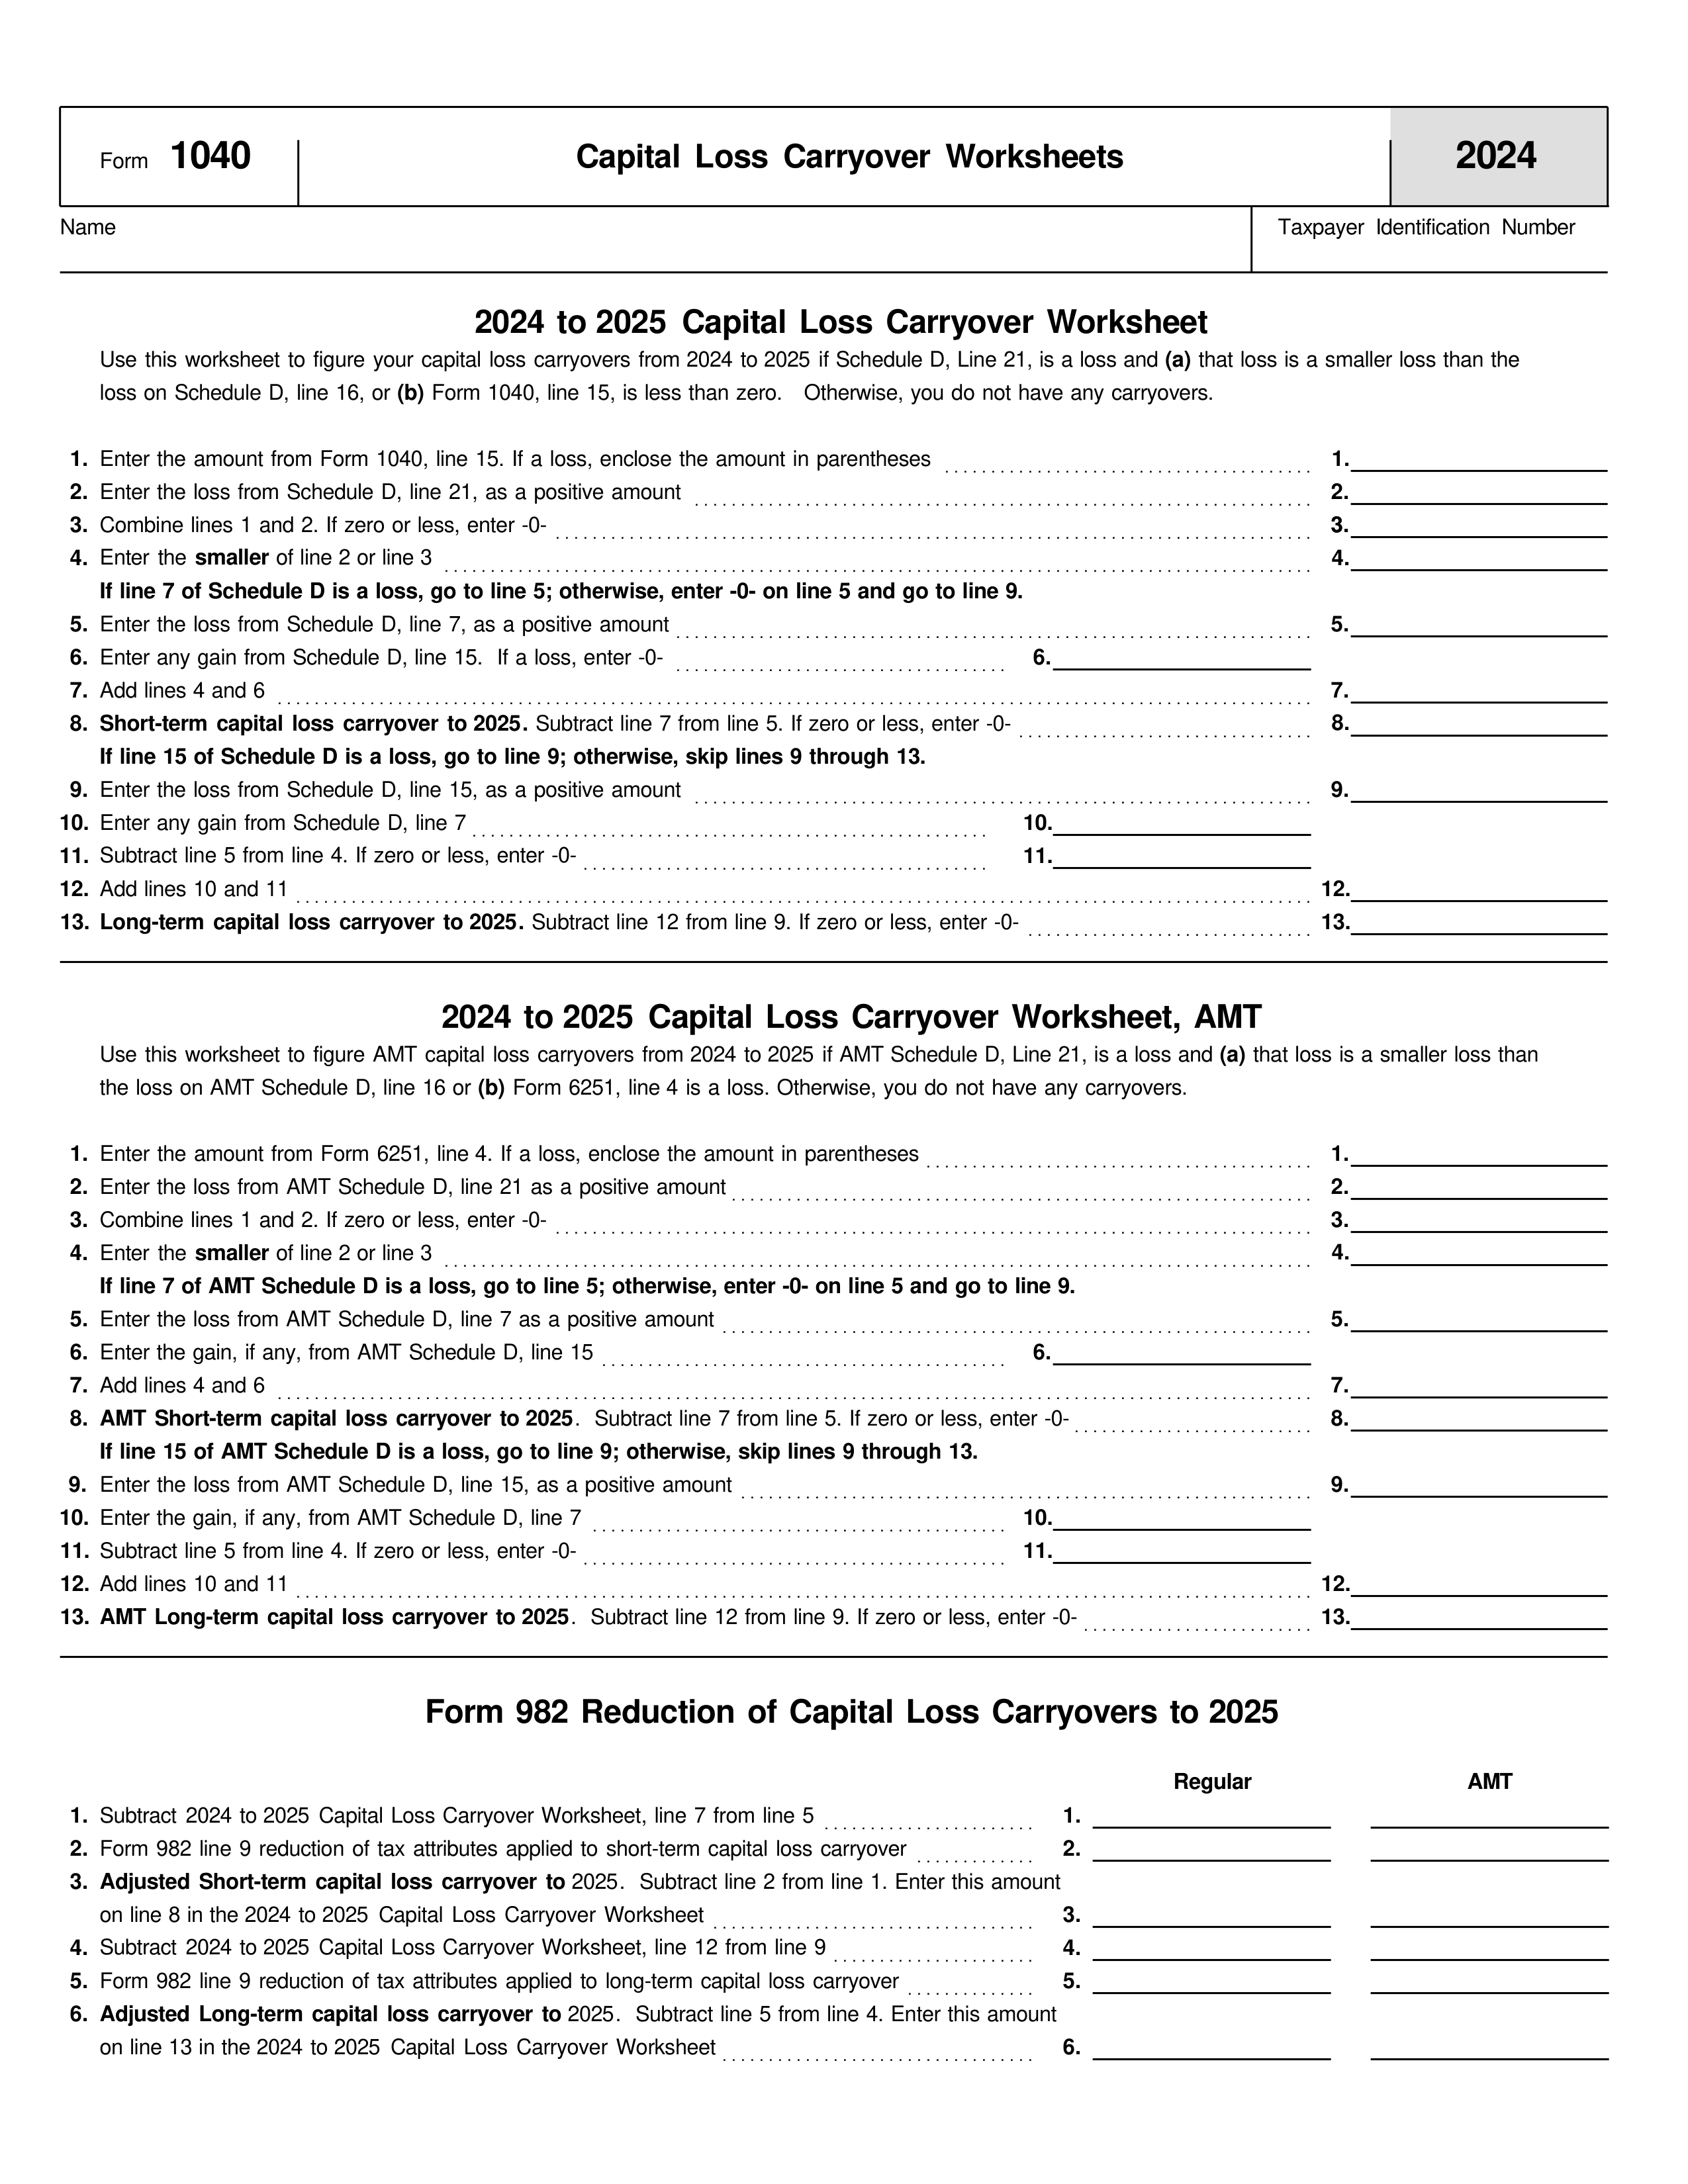 Form 1040
Capital Loss Carryover Worksheets
2024
Name
Taxpayer Identification Number
2024 to 2025 Capital Loss Carryover Worksheet
Use this worksheet to figure your capital loss carryovers from 2024 to 2025 if Schedule D, Line 21, is a loss and (a) that loss is a smaller loss than the
loss on Schedule D, line 16, or (b) Form 1040, line 15, is less than zero. Otherwise, you do not have any carryovers.
1. Enter the amount from Form 1040, line 15. If a loss, enclose the amount in parentheses 1.
2. Enter the loss from Schedule D, line 21, as a positive amount 2.
3. Combine lines 1 and 2. If zero or less, enter -0- 3.
4. Enter the smaller of line 2 or line 3 4.
If line 7 of Schedule D is a loss, go to line 5; otherwise, enter -0- on line 5 and go to line 9.
5. Enter the loss from Schedule D, line 7, as a positive amount 5.
6. Enter any gain from Schedule D, line 15. If a loss, enter -0- 6.
7. Add lines 4 and 6 7.
8. Short-term capital loss carryover to 2025. Subtract line 7 from line 5. If zero or less, enter -0- 8.
If line 15 of Schedule D is a loss, go to line 9; otherwise, skip lines 9 through 13.
9. Enter the loss from Schedule D, line 15, as a positive amount 9.
10. Enter any gain from Schedule D, line 7 10.
11. Subtract line 5 from line 4. If zero or less, enter -0- 11.
12. Add lines 10 and 11 12.
13. Long-term capital loss carryover to 2025. Subtract line 12 from line 9. If zero or less, enter -0- 13.
2024 to 2025 Capital Loss Carryover Worksheet, AMT
Use this worksheet to figure AMT capital loss carryovers from 2024 to 2025 if AMT Schedule D, Line 21, is a loss and (a) that loss is a smaller loss than
the loss on AMT Schedule D, line 16 or (b) Form 6251, line 4 is a loss. Otherwise, you do not have any carryovers.
1. Enter the amount from Form 6251, line 4. If a loss, enclose the amount in parentheses 1.
2. Enter the loss from AMT Schedule D, line 21 as a positive amount 2.
3. Combine lines 1 and 2. If zero or less, enter -0- 3.
4. Enter the smaller of line 2 or line 3 4.
If line 7 of AMT Schedule D is a loss, go to line 5; otherwise, enter -0- on line 5 and go to line 9.
5. Enter the loss from AMT Schedule D, line 7 as a positive amount 5.
6. Enter the gain, if any, from AMT Schedule D, line 15 6.
7. Add lines 4 and 6 7.
8. AMT Short-term capital loss carryover to 2025. Subtract line 7 from line 5. If zero or less, enter -0- 8.
If line 15 of AMT Schedule D is a loss, go to line 9; otherwise, skip lines 9 through 13.
9. Enter the loss from AMT Schedule D, line 15, as a positive amount 9.
10. Enter the gain, if any, from AMT Schedule D, line 7 10.
11. Subtract line 5 from line 4. If zero or less, enter -0- 11.
12. Add lines 10 and 11 12.
13. AMT Long-term capital loss carryover to 2025. Subtract line 12 from line 9. If zero or less, enter -0- 13.
Form 982 Reduction of Capital Loss Carryovers to 2025
Regular AMT
1. Subtract 2024 to 2025 Capital Loss Carryover Worksheet, line 7 from line 5 1.
2. Form 982 line 9 reduction of tax attributes applied to short-term capital loss carryover 2.
3. Adjusted Short-term capital loss carryover to 2025. Subtract line 2 from line 1. Enter this amount
on line 8 in the 2024 to 2025 Capital Loss Carryover Worksheet 3.
4. Subtract 2024 to 2025 Capital Loss Carryover Worksheet, line 12 from line 9 4.
5. Form 982 line 9 reduction of tax attributes applied to long-term capital loss carryover 5.
6. Adjusted Long-term capital loss carryover to 2025. Subtract line 5 from line 4. Enter this amount
on line 13 in the 2024 to 2025 Capital Loss Carryover Worksheet 6.